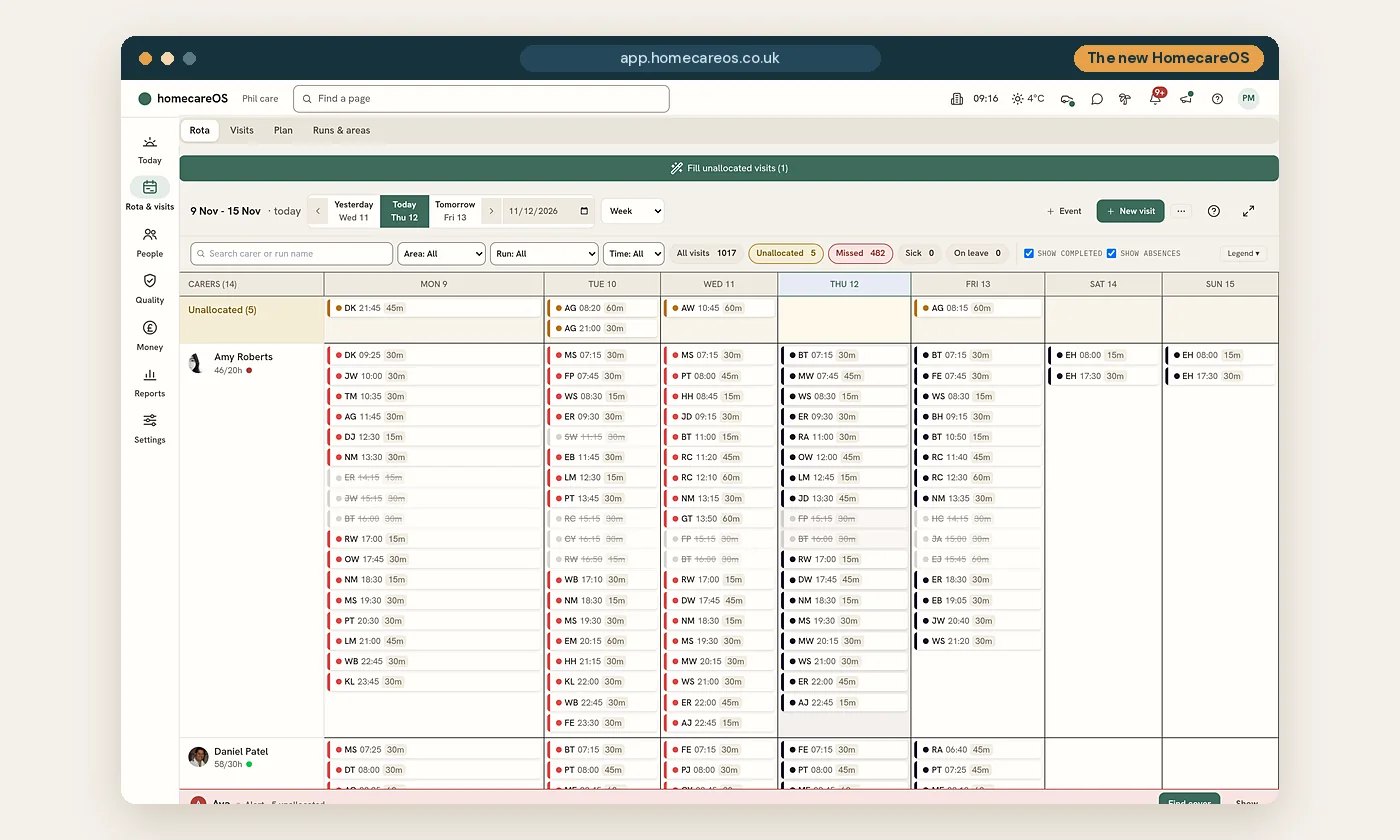 app.homecareos.co.uk
The new HomecareOS
homecareOS Phil care Find a page 09:16 4°C 9+ PM
Rota Visits Plan Runs & areas
Fill unallocated visits (1)
Today
Rota & visits
People
Quality
Money
Reports
Settings
9 Nov - 15 Nov · today
Yesterday Wed 11
Today Thu 12
Tomorrow Fri 13
11/12/2026 Week + Event + New visit ...
Search carer or run name Area: All Run: All Time: All All visits 1017 Unallocated 5 Missed 482 Sick 0 On leave 0 SHOW COMPLETED SHOW ABSENCES Legend ▾
CARERS (14) MON 9 TUE 10 WED 11 THU 12 FRI 13 SAT 14 SUN 15
Unallocated (5) DK 21:45 45m AG 08:20 60m AW 10:45 60m AG 08:15 60m
AG 21:00 30m
Amy Roberts
46/20h
DK 09:25 30m MS 07:15 30m MS 07:15 30m BT 07:15 30m BT 07:15 30m EH 08:00 15m EH 08:00 15m
JW 10:00 30m FP 07:45 30m PT 08:00 45m MW 07:45 45m FE 07:45 30m EH 17:30 30m EH 17:30 30m
TM 10:35 30m WS 08:30 15m HH 08:45 15m WS 08:30 15m WS 08:30 15m
AG 11:45 30m ER 09:30 30m JD 09:15 30m ER 09:30 30m BH 09:15 30m
DJ 12:30 15m SW 11:15 30m BT 11:00 15m RA 11:00 30m BT 10:50 15m
NM 13:30 30m EB 11:45 30m RC 11:20 45m OW 12:00 45m RC 11:40 45m
ER 14:15 15m LM 12:30 15m RC 12:10 60m LM 12:45 15m RC 12:30 60m
JW 15:15 30m PT 13:45 30m NM 13:15 30m JD 13:30 45m NM 13:35 30m
BT 16:00 30m RC 15:15 30m GT 13:50 60m FP 15:15 30m HC 14:15 30m
RW 17:00 15m CY 16:15 30m FP 15:15 30m BT 16:00 30m JA 15:00 30m
OW 17:45 30m RW 16:50 15m BT 16:00 30m RW 17:00 15m EJ 15:45 60m
NM 18:30 15m WB 17:10 30m RW 17:00 15m DW 17:45 45m ER 18:30 30m
MS 19:30 30m NM 18:30 15m DW 17:45 45m NM 18:30 15m EB 19:05 30m
PT 20:30 30m MS 19:30 30m NM 18:30 15m MS 19:30 30m JW 20:40 30m
LM 21:00 45m EM 20:15 60m MS 19:30 30m MW 20:15 30m WS 21:20 30m
WB 22:45 30m HH 21:15 30m MW 20:15 30m WS 21:00 30m
KL 23:45 30m KL 22:00 30m WS 21:00 30m ER 22:00 45m
WB 22:45 30m ER 22:00 45m AJ 22:45 15m
FE 23:30 30m AJ 22:45 15m
Daniel Patel
58/30h
MS 07:25 30m BT 07:15 30m FE 07:15 30m FE 07:15 30m RA 06:40 45m
DT 08:00 30m PT 08:00 45m PJ 08:00 30m PT 08:00 45m PT 07:25 45m